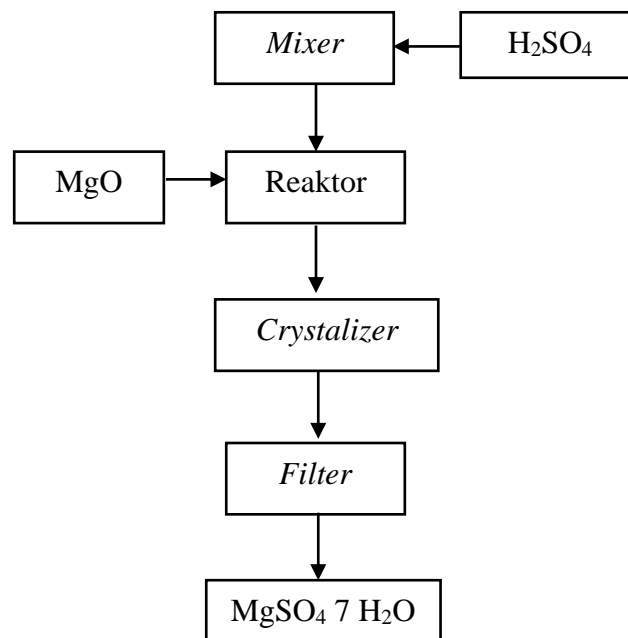 Mixer
H₂SO₄
MgO
Reaktor
Crystalizer
Filter
MgSO₄ 7 H₂O